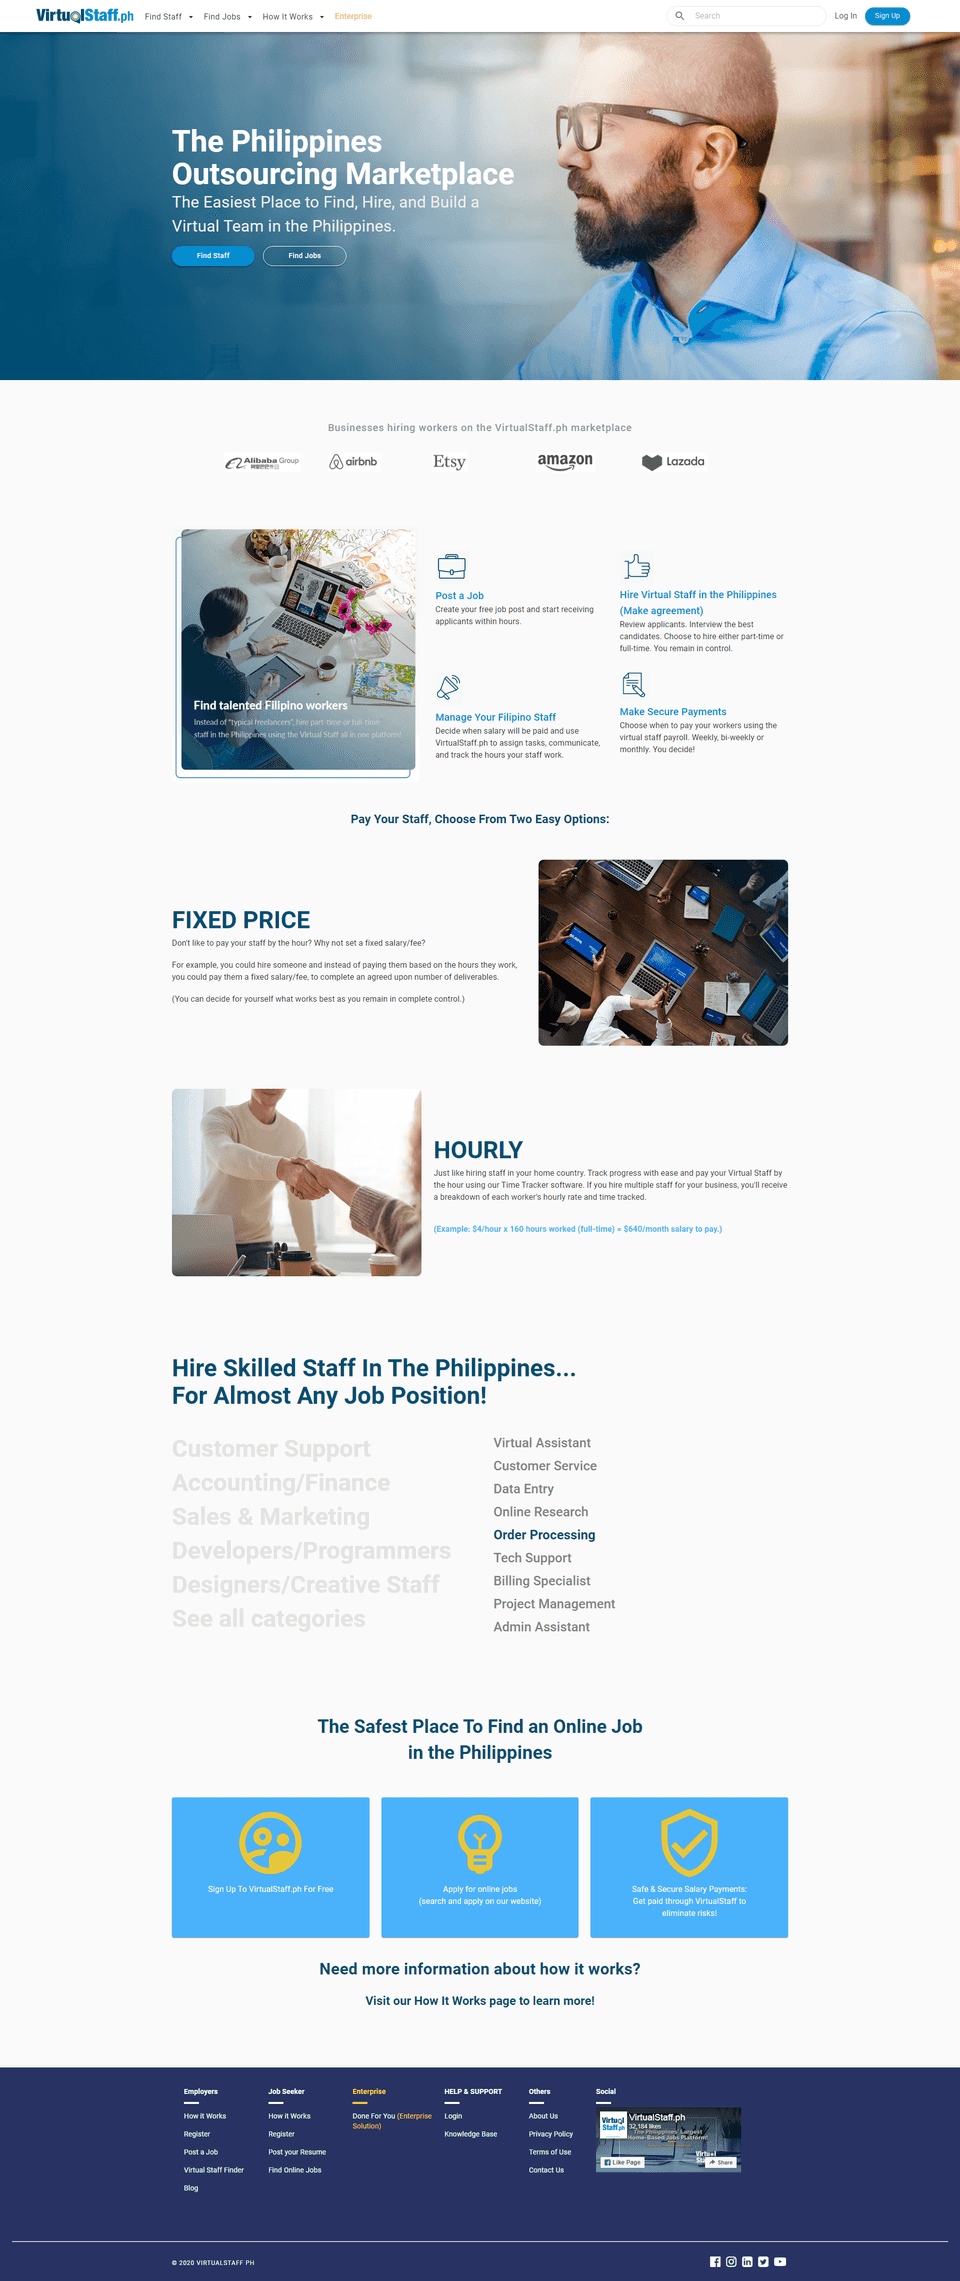 VirtualStaff.ph
Find Staff
Find Jobs
How It Works
Enterprise
Search
Log In
Sign Up
The Philippines
Outsourcing Marketplace
The Easiest Place to Find, Hire, and Build a
Virtual Team in the Philippines.
Find Staff
Find Jobs
Businesses hiring workers on the VirtualStaff.ph marketplace
Alibaba Group
airbnb
Etsy
amazon
Lazada
Find talented Filipino workers
Instead of "typical freelancers", hire part-time or full-time
staff in the Philippines using the Virtual Staff all in one platform!
Post a Job
Create your free job post and start receiving
applicants within hours.
Hire Virtual Staff in the Philippines
(Make agreement)
Review applicants. Interview the best
candidates. Choose to hire either part-time or
full-time. You remain in control.
Manage Your Filipino Staff
Decide when salary will be paid and use
VirtualStaff.ph to assign tasks, communicate,
and track the hours your staff work.
Make Secure Payments
Choose when to pay your workers using the
virtual staff payroll. Weekly, bi-weekly or
monthly. You decide!
Pay Your Staff, Choose From Two Easy Options:
FIXED PRICE
Don't like to pay your staff by the hour? Why not set a fixed salary/fee?
For example, you could hire someone and instead of paying them based on the hours they work,
you could pay them a fixed salary/fee, to complete an agreed upon number of deliverables.
(You can decide for yourself what works best as you remain in complete control.)
HOURLY
Just like hiring staff in your home country. Track progress with ease and pay your Virtual Staff by
the hour using our Time Tracker software. If you hire multiple staff for your business, you'll receive
a breakdown of each worker's hourly rate and time tracked.
(Example: $4/hour x 160 hours worked (full-time) = $640/month salary to pay.)
Hire Skilled Staff In The Philippines...
For Almost Any Job Position!
Customer Support
Accounting/Finance
Sales & Marketing
Developers/Programmers
Designers/Creative Staff
See all categories
Virtual Assistant
Customer Service
Data Entry
Online Research
Order Processing
Tech Support
Billing Specialist
Project Management
Admin Assistant
The Safest Place To Find an Online Job
in the Philippines
Sign Up To VirtualStaff.ph For Free
Apply for online jobs
(search and apply on our website)
Safe & Secure Salary Payments:
Get paid through VirtualStaff to
eliminate risks!
Need more information about how it works?
Visit our How It Works page to learn more!
Employers
How It Works
Register
Post a Job
Virtual Staff Finder
Blog
Job Seeker
How it Works
Register
Post your Resume
Find Online Jobs
Enterprise
Done For You (Enterprise
Solution)
HELP & SUPPORT
Login
Knowledge Base
Others
About Us
Privacy Policy
Terms of Use
Contact Us
Social
VirtualStaff.ph
32,184 likes
The Philippines' Largest
Home-Based Jobs Platform!
Like Page
Share
© 2020 VIRTUALSTAFF PH